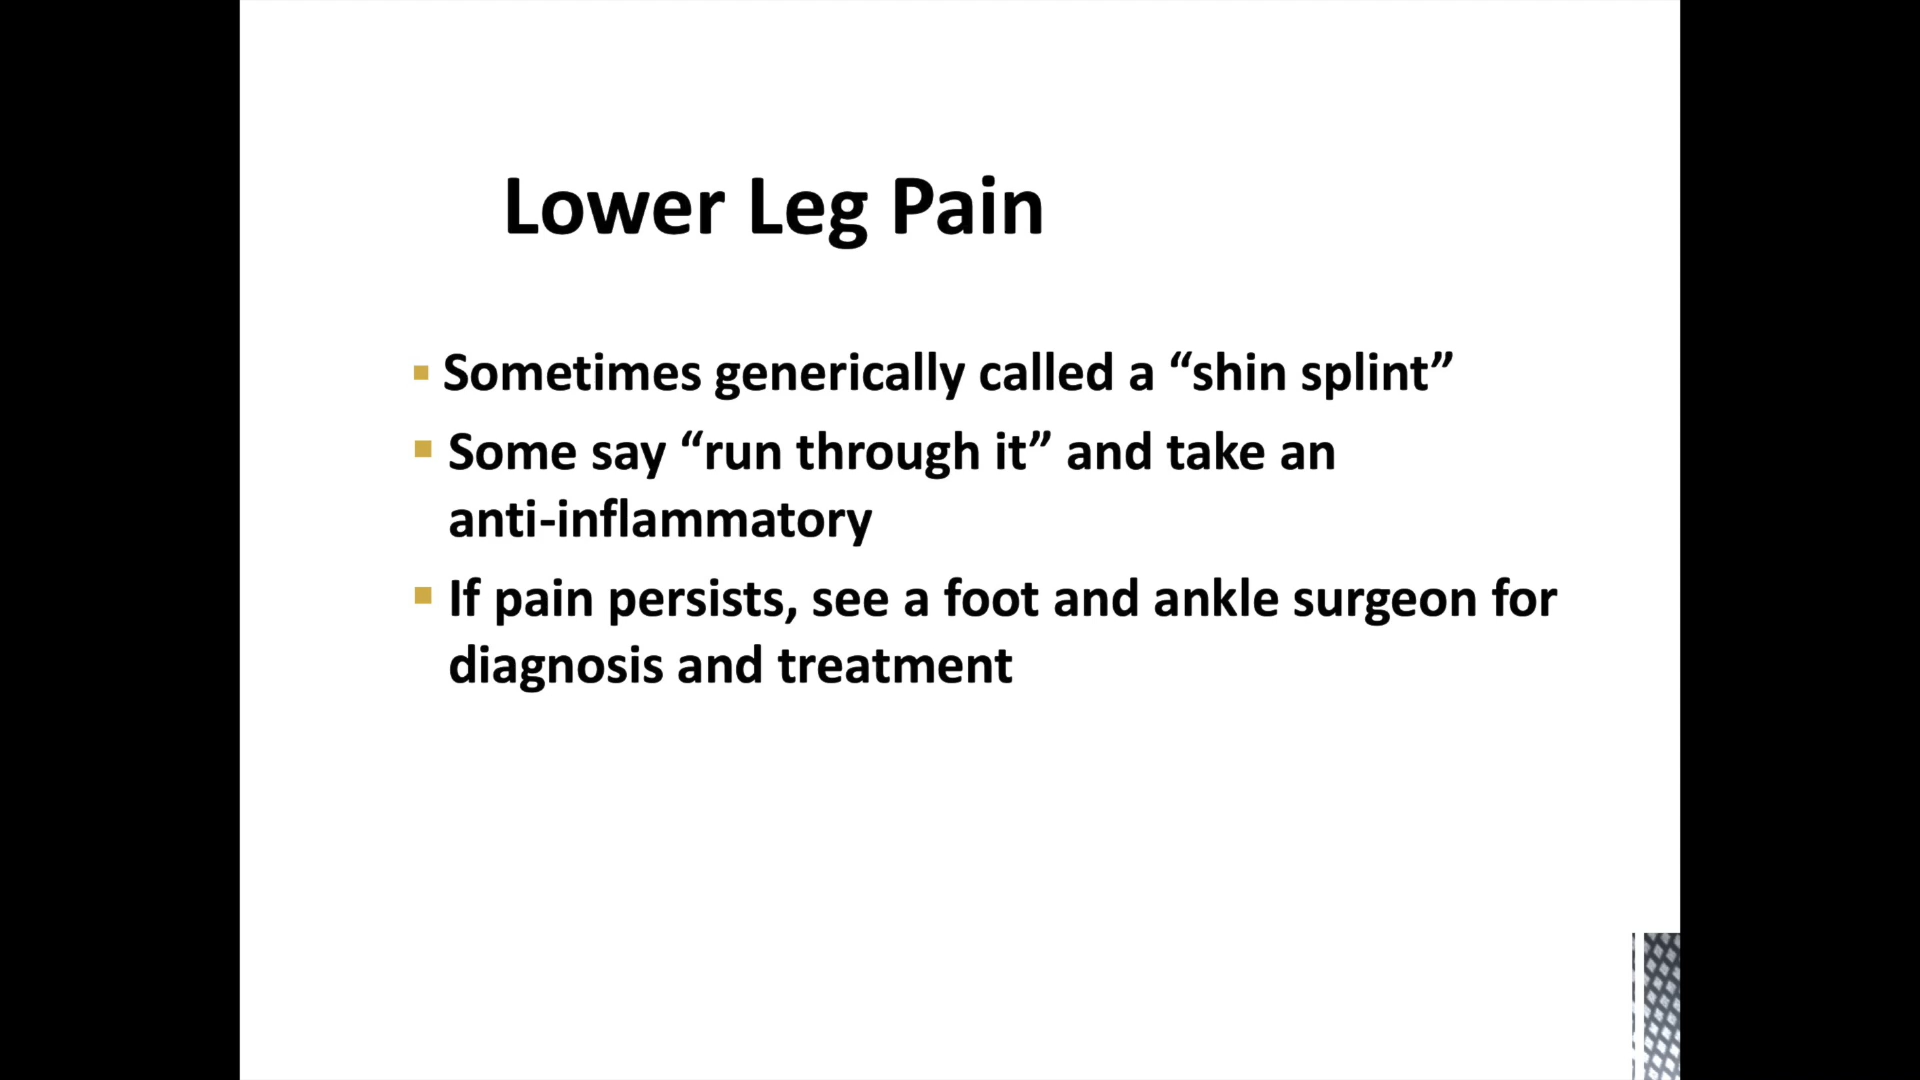 Lower Leg Pain
▪ Sometimes generically called a “shin splint”
▪ Some say “run through it” and take an
anti-inflammatory
▪ If pain persists, see a foot and ankle surgeon for
diagnosis and treatment